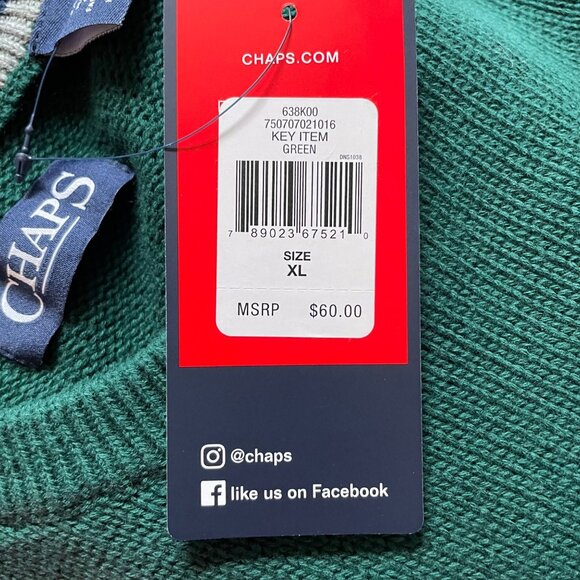 CHAPS.COM
638K00
750707021016
KEY ITEM
GREEN
DNS1038
7 89023 67521 0
SIZE
XL
MSRP $60.00
CHAPS
@chaps
like us on Facebook